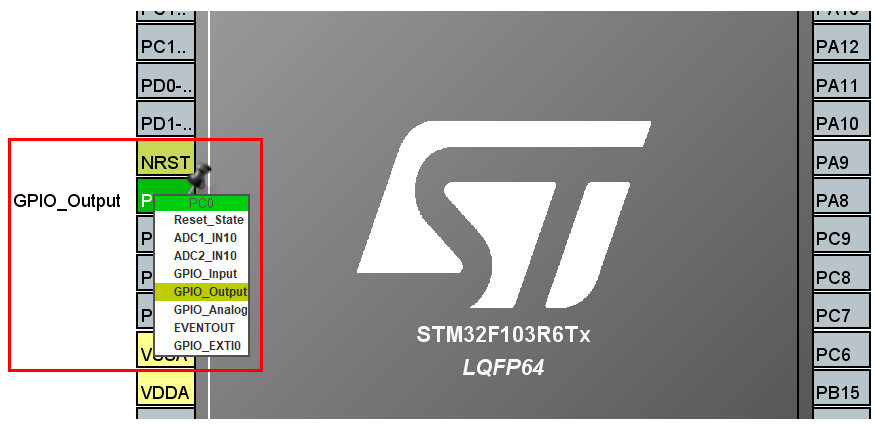 PC1..
PD0-..
PD1-..
NRST
GPIO_Output
P
PC0
Reset_State
ADC1_IN10
ADC2_IN10
GPIO_Input
GPIO_Output
GPIO_Analog
EVENTOUT
GPIO_EXTI0
P
P
P
VDDA
STM32F103R6Tx
LQFP64
PA12
PA11
PA10
PA9
PA8
PC9
PC8
PC7
PC6
PB15